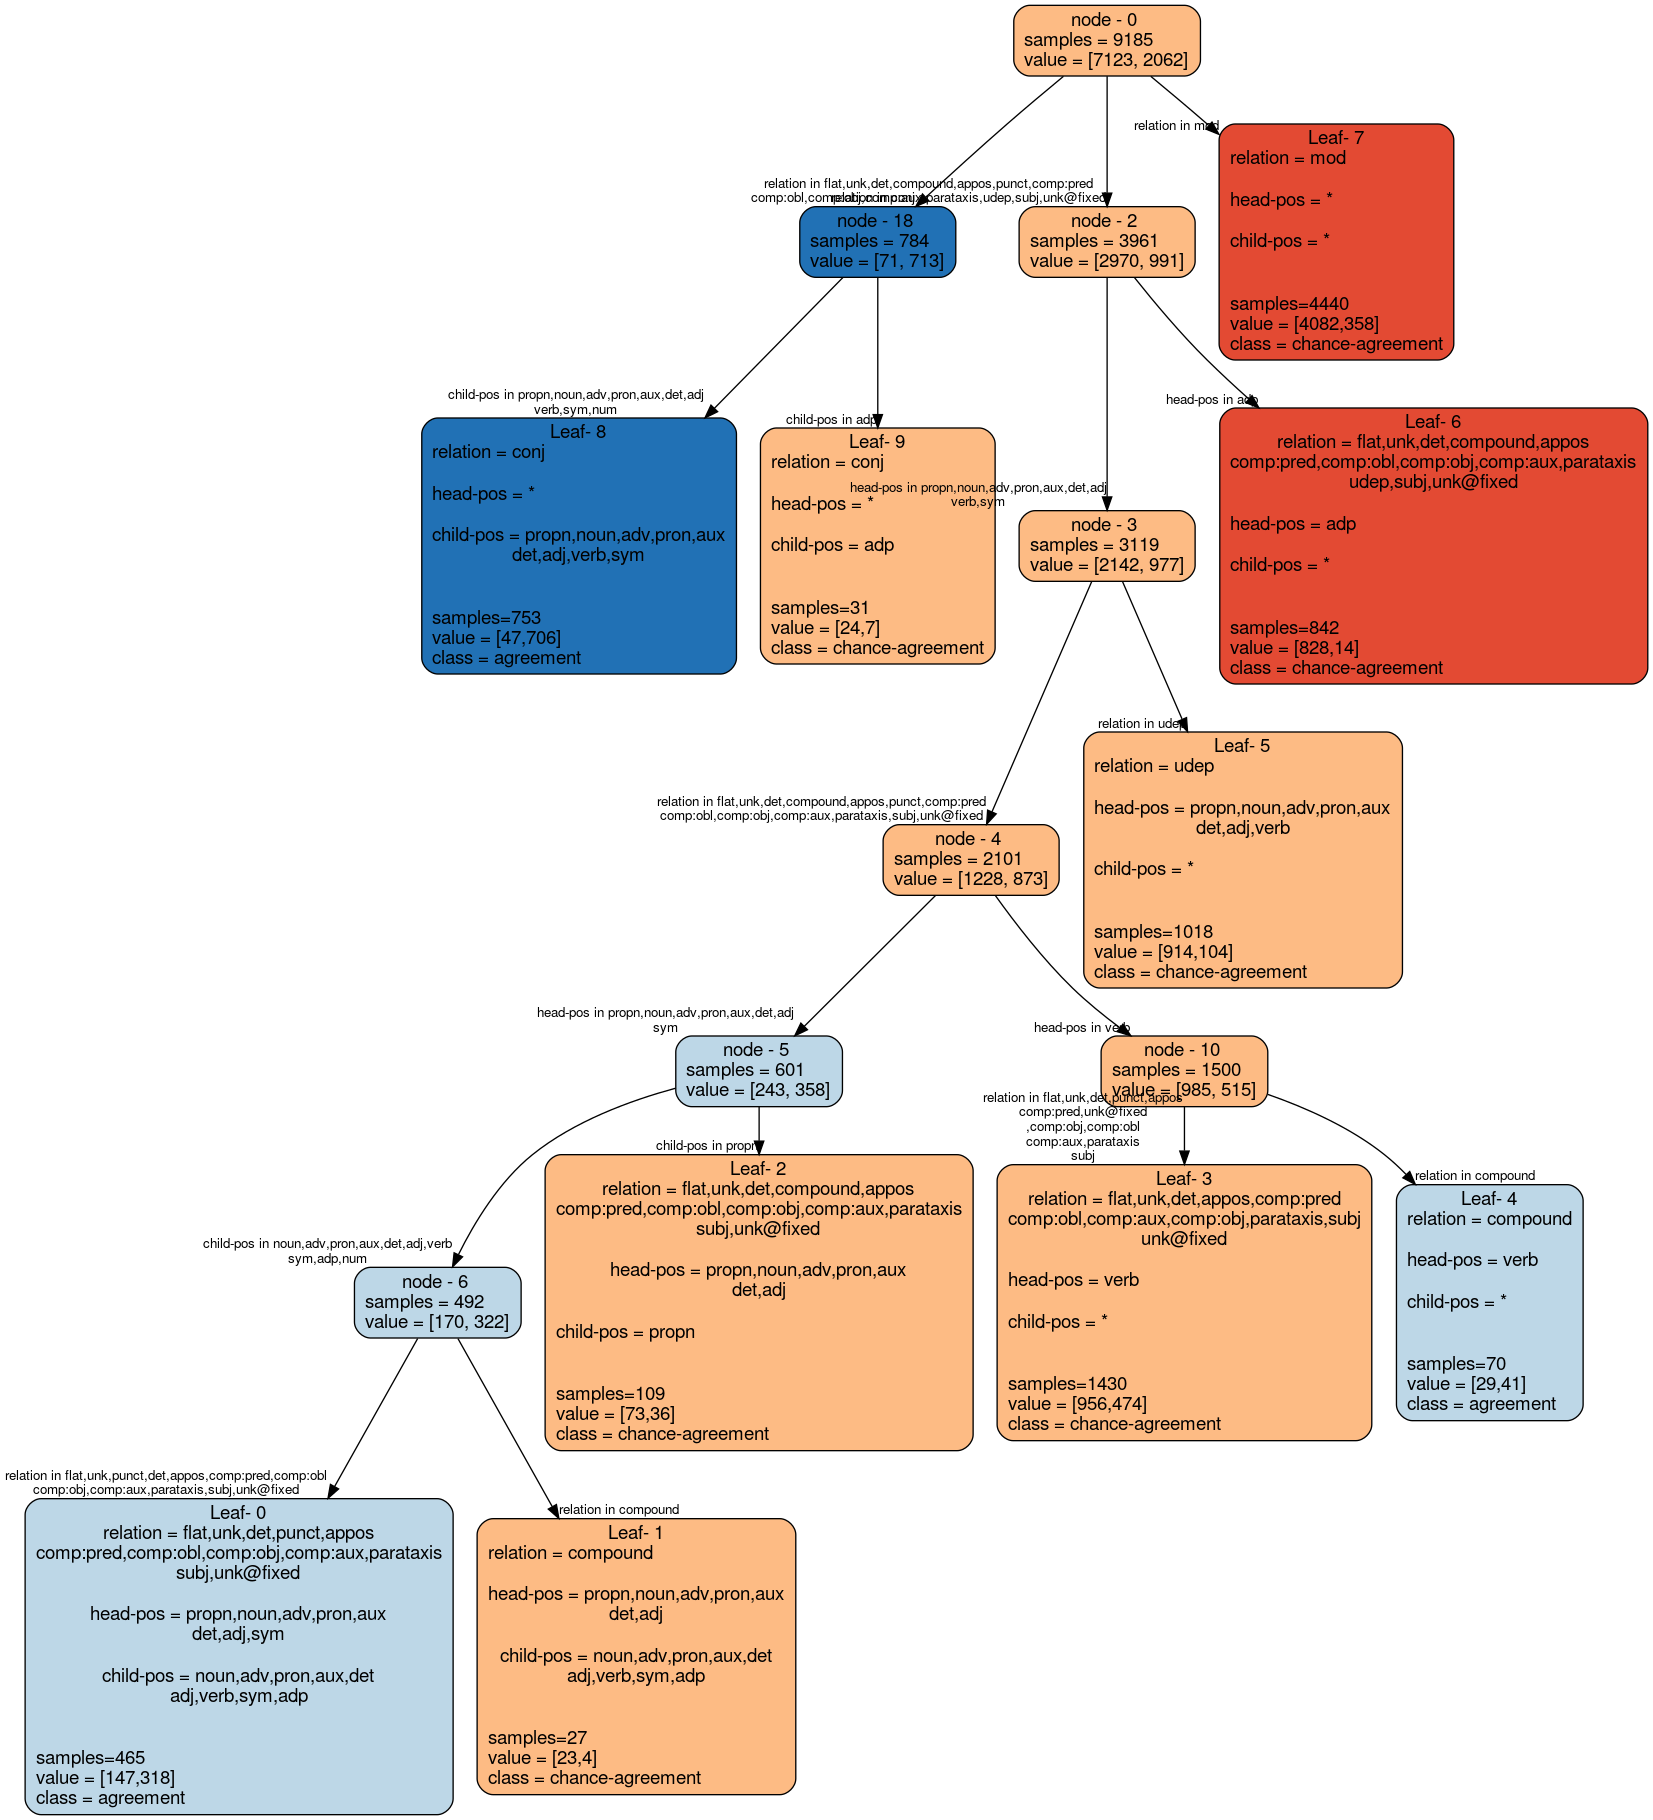 node - 0
samples = 9185
value = [7123, 2062]
relation in mod
Leaf- 7
relation = mod
head-pos = *
child-pos = *
samples=4440
value = [4082,358]
class = chance-agreement
relation in flat,unk,det,compound,appos,punct,comp:pred
comp:obl,comp:obj,comp:aux,parataxis,udep,subj,unk@fixed
relation in conj
node - 18
samples = 784
value = [71, 713]
node - 2
samples = 3961
value = [2970, 991]
child-pos in propn,noun,adv,pron,aux,det,adj
verb,sym,num
Leaf- 8
relation = conj
head-pos = *
child-pos = propn,noun,adv,pron,aux
det,adj,verb,sym
samples=753
value = [47,706]
class = agreement
child-pos in adp
Leaf- 9
relation = conj
head-pos = *
child-pos = adp
samples=31
value = [24,7]
class = chance-agreement
head-pos in propn,noun,adv,pron,aux,det,adj
verb,sym
node - 3
samples = 3119
value = [2142, 977]
head-pos in adp
Leaf- 6
relation = flat,unk,det,compound,appos
comp:pred,comp:obl,comp:obj,comp:aux,parataxis
udep,subj,unk@fixed
head-pos = adp
child-pos = *
samples=842
value = [828,14]
class = chance-agreement
relation in udep
Leaf- 5
relation = udep
head-pos = propn,noun,adv,pron,aux
det,adj,verb
child-pos = *
samples=1018
value = [914,104]
class = chance-agreement
relation in flat,unk,det,compound,appos,punct,comp:pred
comp:obl,comp:obj,comp:aux,parataxis,subj,unk@fixed
node - 4
samples = 2101
value = [1228, 873]
head-pos in propn,noun,adv,pron,aux,det,adj
sym
node - 5
samples = 601
value = [243, 358]
head-pos in verb
node - 10
samples = 1500
value = [985, 515]
child-pos in propn
Leaf- 2
relation = flat,unk,det,compound,appos
comp:pred,comp:obl,comp:obj,comp:aux,parataxis
subj,unk@fixed
head-pos = propn,noun,adv,pron,aux
det,adj
child-pos = propn
samples=109
value = [73,36]
class = chance-agreement
relation in flat,unk,det,punct,appos
comp:pred,unk@fixed
,comp:obj,comp:obl
comp:aux,parataxis
subj
Leaf- 3
relation = flat,unk,det,appos,comp:pred
comp:obl,comp:aux,comp:obj,parataxis,subj
unk@fixed
head-pos = verb
child-pos = *
samples=1430
value = [956,474]
class = chance-agreement
relation in compound
Leaf- 4
relation = compound
head-pos = verb
child-pos = *
samples=70
value = [29,41]
class = agreement
child-pos in noun,adv,pron,aux,det,adj,verb
sym,adp,num
node - 6
samples = 492
value = [170, 322]
relation in flat,unk,punct,det,appos,comp:pred,comp:obl
comp:obj,comp:aux,parataxis,subj,unk@fixed
Leaf- 0
relation = flat,unk,det,punct,appos
comp:pred,comp:obl,comp:obj,comp:aux,parataxis
subj,unk@fixed
head-pos = propn,noun,adv,pron,aux
det,adj,sym
child-pos = noun,adv,pron,aux,det
adj,verb,sym,adp
samples=465
value = [147,318]
class = agreement
relation in compound
Leaf- 1
relation = compound
head-pos = propn,noun,adv,pron,aux
det,adj
child-pos = noun,adv,pron,aux,det
adj,verb,sym,adp
samples=27
value = [23,4]
class = chance-agreement